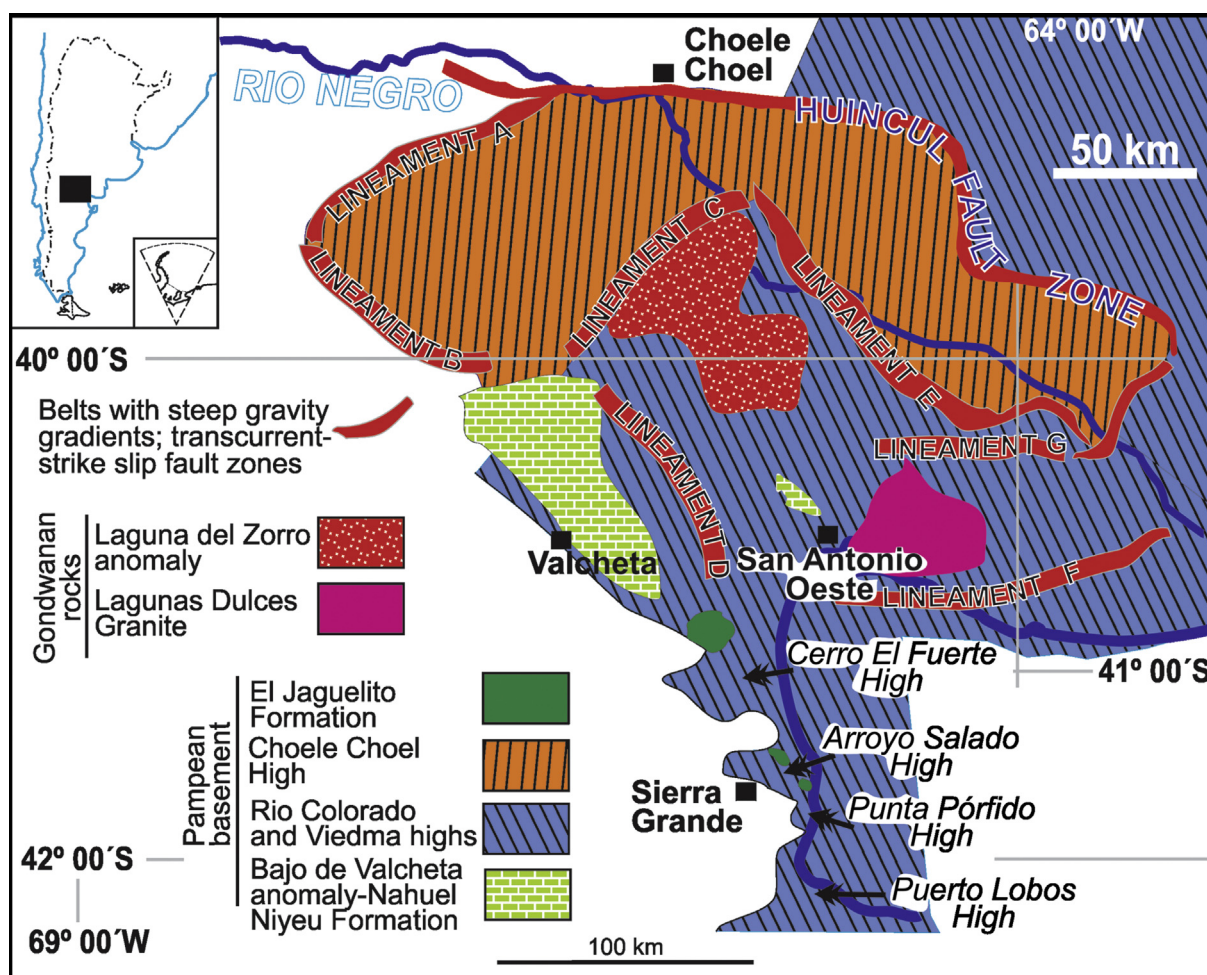 64º 00´W
Choele
Choel
RIO NEGRO
HUINCUL FAULT ZONE
50 km
LINEAMENT A
LINEAMENT C
LINEAMENT B
LINEAMENT E
40º 00´S
Belts with steep gravity
gradients; transcurrent-
strike slip fault zones
LINEAMENT D
LINEAMENT G
Gondwanan
rocks
Laguna del Zorro
anomaly
Lagunas Dulces
Granite
Valcheta
San Antonio
Oeste
LINEAMENT F
Cerro El Fuerte
High
41º 00´S
Pampean
basement
El Jaguelito
Formation
Choele Choel
High
Rio Colorado
and Viedma highs
Bajo de Valcheta
anomaly-Nahuel
Niyeu Formation
Arroyo Salado
High
Sierra
Grande
Punta Pórfido
High
Puerto Lobos
High
42º 00´S
69º 00´W
100 km